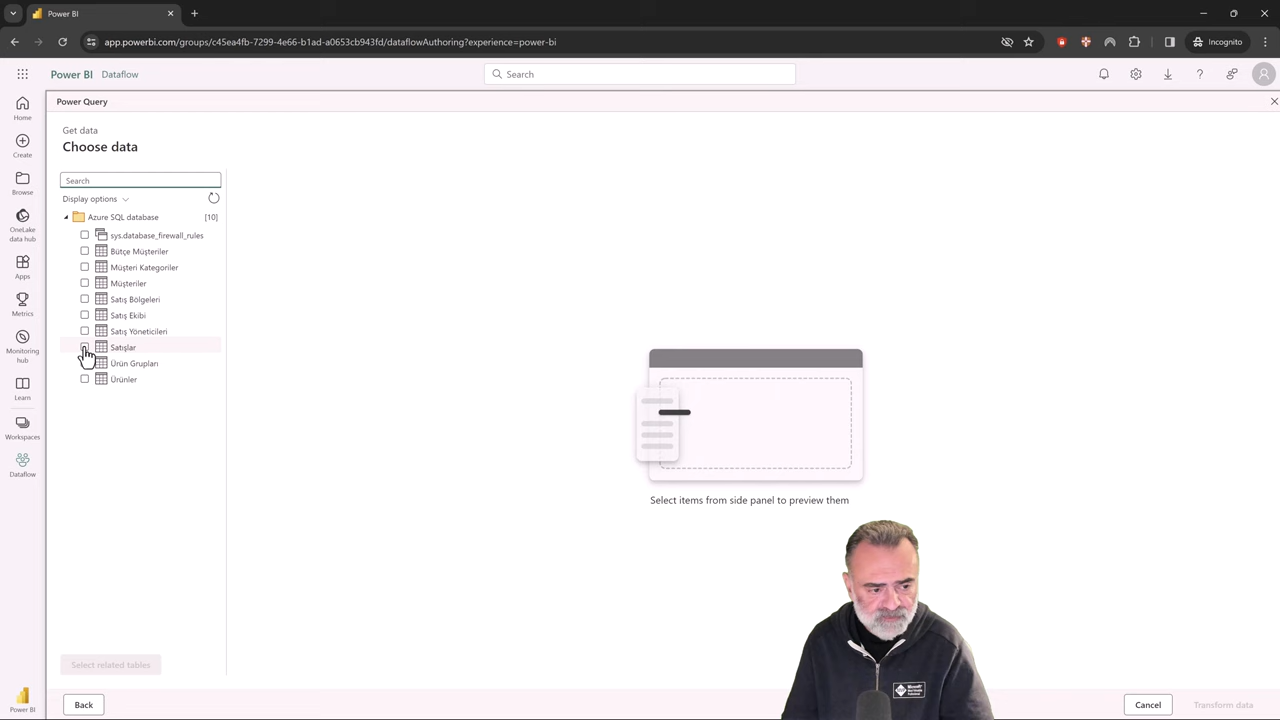 Power BI
app.powerbi.com/groups/c45ea4fb-7299-4e66-b1ad-a0653cb943fd/dataflowAuthoring?experience=power-bi
Incognito
Power BI Dataflow
Search
Power Query
Home
Create
Browse
OneLake
data hub
Apps
Metrics
Monitoring
hub
Learn
Workspaces
Dataflow
Power BI
Get data
Choose data
Search
Display options
Azure SQL database [10]
sys.database_firewall_rules
Bütçe Müşteriler
Müşteri Kategoriler
Müşteriler
Satış Bölgeleri
Satış Ekibi
Satış Yöneticileri
Satışlar
Ürün Grupları
Ürünler
Select items from side panel to preview them
Select related tables
Back
Cancel
Transform data